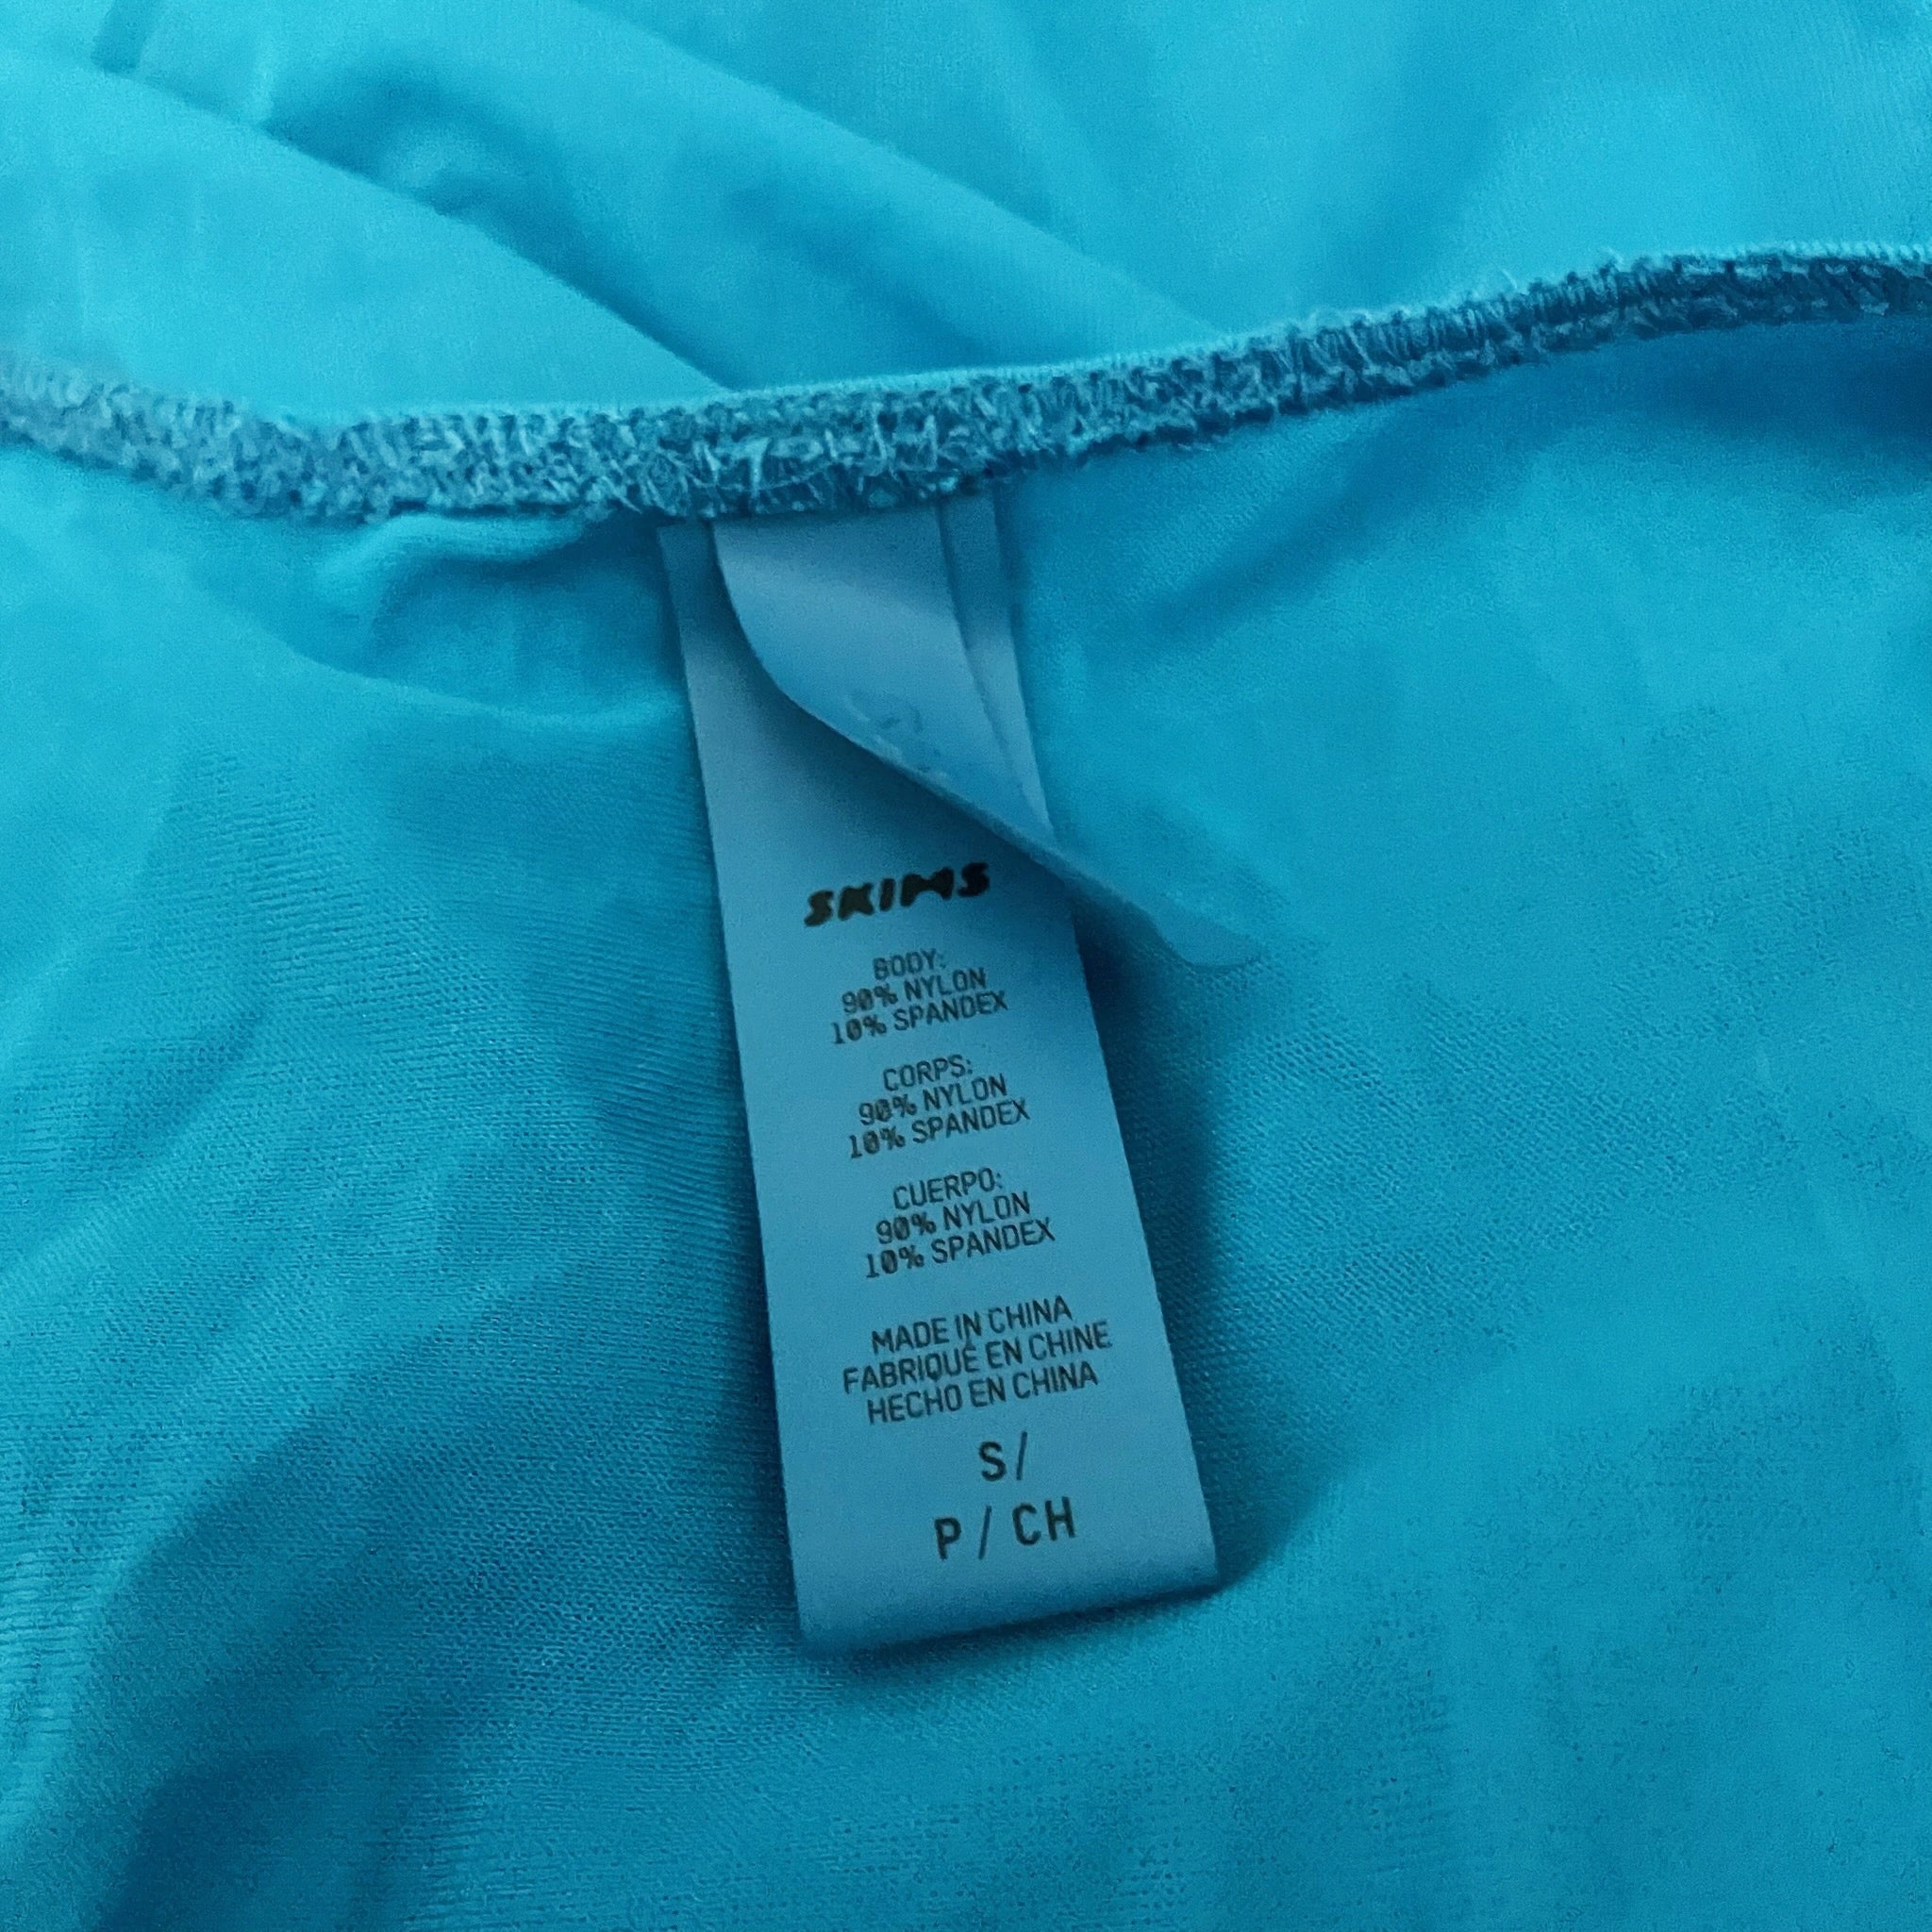 SKIMS
BODY:
90% NYLON
10% SPANDEX
CORPS:
90% NYLON
10% SPANDEX
CUERPO:
90% NYLON
10% SPANDEX
MADE IN CHINA
FABRIQUÉ EN CHINE
HECHO EN CHINA
S /
P / CH